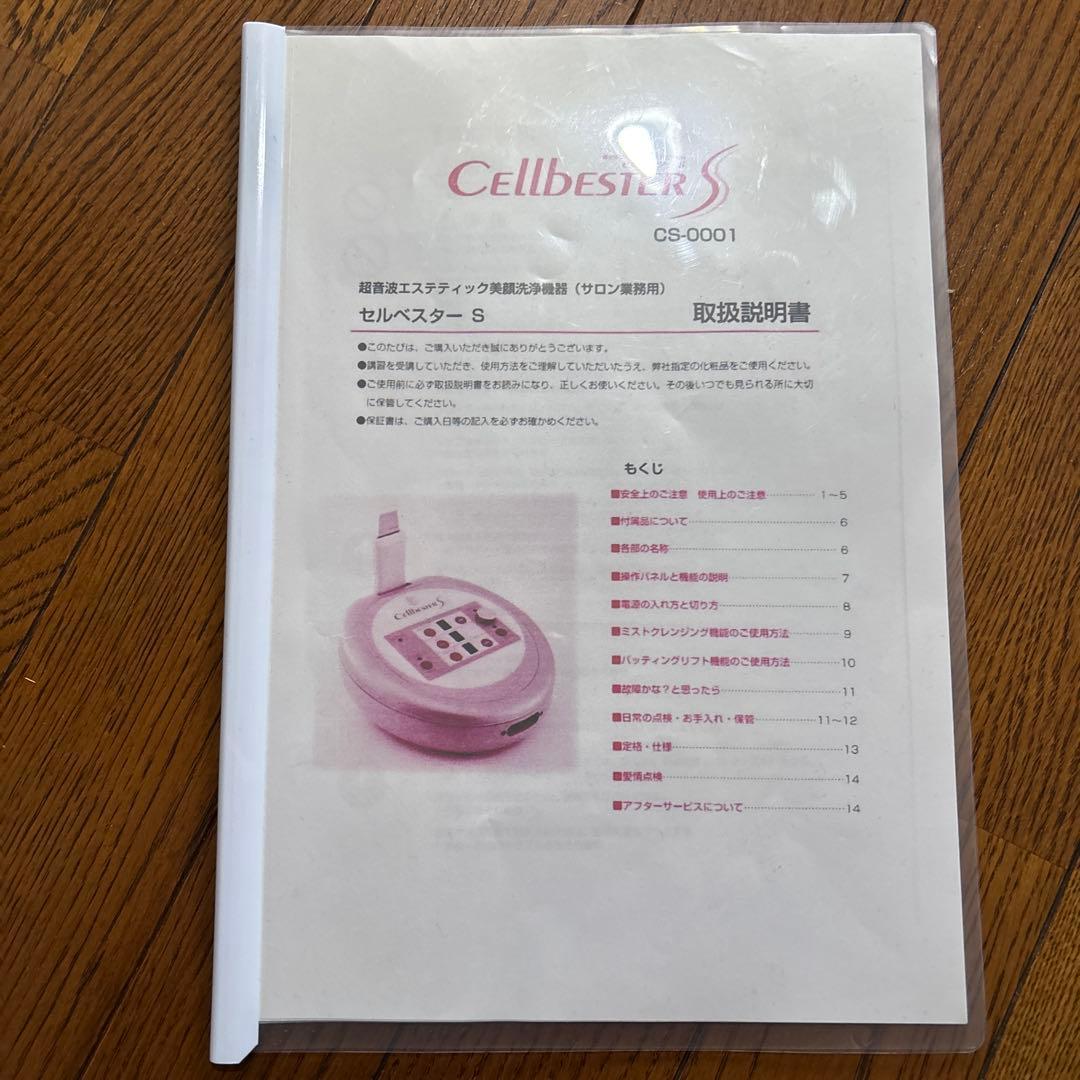 CELLBESTER S
CS-0001
超音波エステティック美顔洗浄機器（サロン業務用）
セルベスター S 取扱説明書
●このたびは、ご購入いただき誠にありがとうございます。
●講習を受講していただき、使用方法をご理解していただいたうえ、弊社指定の化粧品をご使用ください。
●ご使用前に必ず取扱説明書をお読みになり、正しくお使いください。その後いつでも見られる所に大切
に保管してください。
●保証書は、ご購入日等の記入を必ずお確かめください。
もくじ
■安全上のご注意 使用上のご注意 ………… 1～5
■付属品について ………… 6
■各部の名称 ………… 6
■操作パネルと機能の説明 ………… 7
■電源の入れ方と切り方 ………… 8
■ミストクレンジング機能のご使用方法 ………… 9
■パッティングリフト機能のご使用方法 ………… 10
■故障かな？と思ったら ………… 11
■日常の点検・お手入れ・保管 ………… 11～12
■定格・仕様 ………… 13
■愛情点検 ………… 14
■アフターサービスについて ………… 14
CELLBESTER S